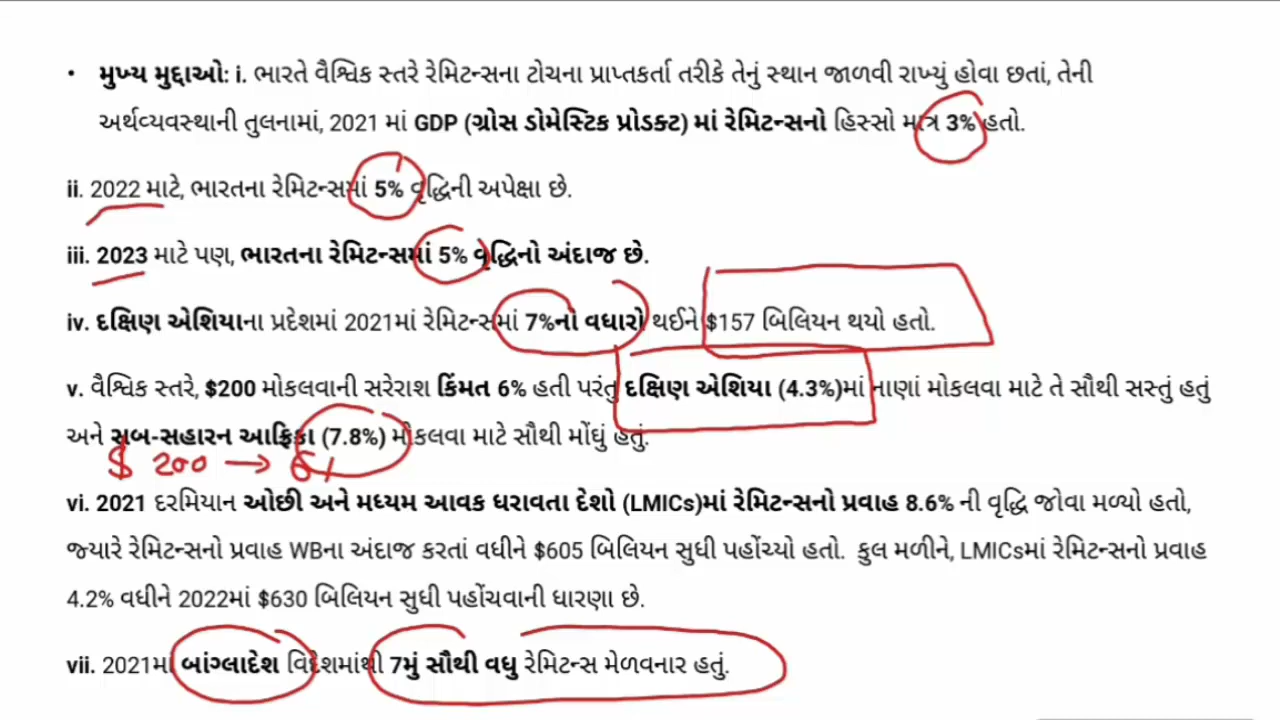 • મુખ્ય મુદ્દાઓ: i. ભારતે વૈશ્વિક સ્તરે રેમિટન્સના ટોચના પ્રાપ્તકર્તા તરીકે તેનું સ્થાન જાળવી રાખ્યું હોવા છતાં, તેની
અર્થવ્યવસ્થાની તુલનામાં, 2021 માં GDP (ગ્રોસ ડોમેસ્ટિક પ્રોડક્ટ) માં રેમિટન્સનો હિસ્સો માત્ર 3% હતો.
ii. 2022 માટે, ભારતના રેમિટન્સમાં 5% વૃદ્ધિની અપેક્ષા છે.
iii. 2023 માટે પણ, ભારતના રેમિટન્સમાં 5% વૃદ્ધિનો અંદાજ છે.
iv. દક્ષિણ એશિયાના પ્રદેશમાં 2021માં રેમિટન્સમાં 7%નો વધારો થઈને $157 બિલિયન થયો હતો.
v. વૈશ્વિક સ્તરે, $200 મોકલવાની સરેરાશ કિંમત 6% હતી પરંતુ દક્ષિણ એશિયા (4.3%)માં નાણાં મોકલવા માટે તે સૌથી સસ્તું હતું
અને સબ-સહારન આફ્રિકા (7.8%) મોકલવા માટે સૌથી મોંઘું હતું.
$ 200 → 6%
vi. 2021 દરમિયાન ઓછી અને મધ્યમ આવક ધરાવતા દેશો (LMICs)માં રેમિટન્સનો પ્રવાહ 8.6% ની વૃદ્ધિ જોવા મળ્યો હતો,
જ્યારે રેમિટન્સનો પ્રવાહ WBના અંદાજ કરતાં વધીને $605 બિલિયન સુધી પહોંચ્યો હતો. કુલ મળીને, LMICsમાં રેમિટન્સનો પ્રવાહ
4.2% વધીને 2022માં $630 બિલિયન સુધી પહોંચવાની ધારણા છે.
vii. 2021માં બાંગ્લાદેશ વિદેશમાંથી 7મું સૌથી વધુ રેમિટન્સ મેળવનાર હતું.